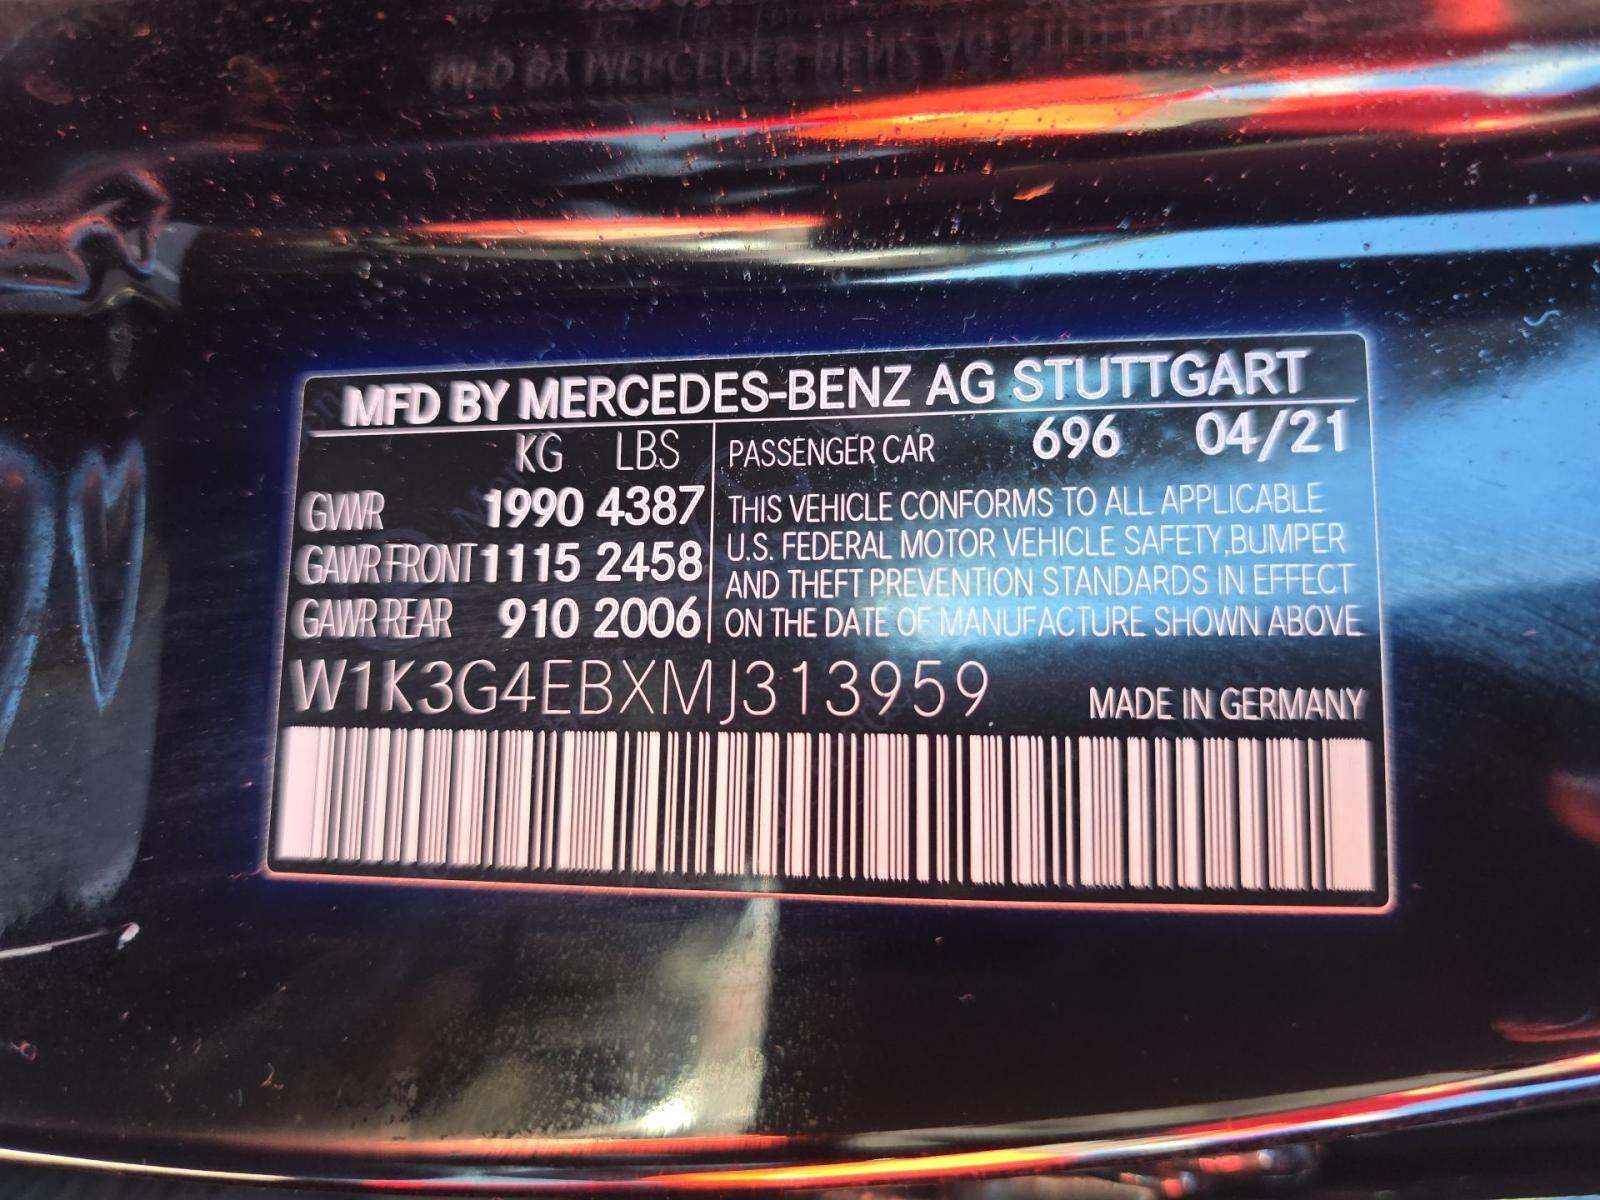 MFD BY MERCEDES-BENZ AG STUTTGART
KG LBS
GVWR 1990 4387
GAWR FRONT 1115 2458
GAWR REAR 910 2006
PASSENGER CAR 696 04/21
THIS VEHICLE CONFORMS TO ALL APPLICABLE
U.S. FEDERAL MOTOR VEHICLE SAFETY,BUMPER
AND THEFT PREVENTION STANDARDS IN EFFECT
ON THE DATE OF MANUFACTURE SHOWN ABOVE
W1K3G4EBXMJ313959
MADE IN GERMANY